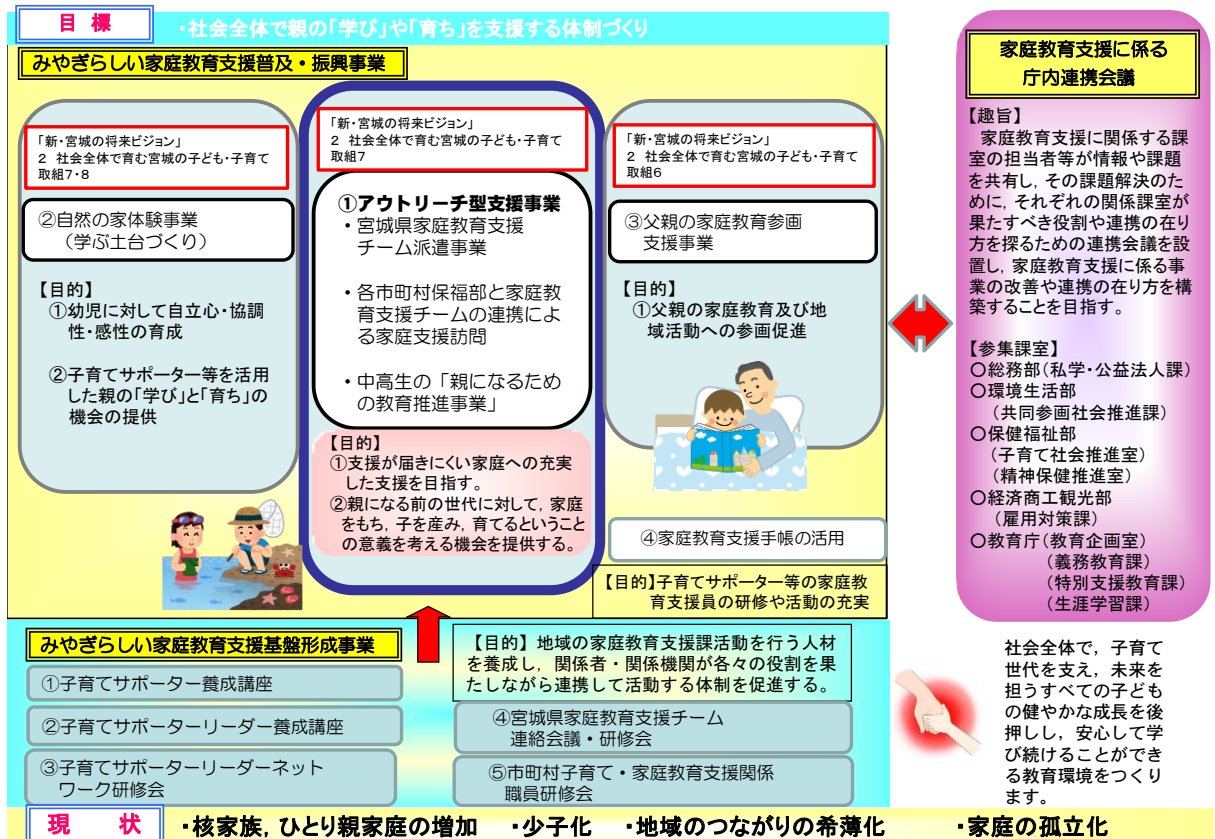 目 標
・社会全体で親の「学び」や「育ち」を支援する体制づくり
みやぎらしい家庭教育支援普及・振興事業
「新・宮城の将来ビジョン」
2 社会全体で育む宮城の子ども・子育て
取組7・8
②自然の家体験事業
（学ぶ土台づくり）
【目的】
①幼児に対して自立心・協調
性・感性の育成
②子育てサポーター等を活用
した親の「学び」と「育ち」の
機会の提供
「新・宮城の将来ビジョン」
2 社会全体で育む宮城の子ども・子育て
取組7
①アウトリーチ型支援事業
・宮城県家庭教育支援
チーム派遣事業
・各市町村保福部と家庭教
育支援チームの連携によ
る家庭支援訪問
・中高生の「親になるため
の教育推進事業」
【目的】
①支援が届きにくい家庭への充実
した支援を目指す。
②親になる前の世代に対して，家庭
をもち，子を産み，育てるということ
の意義を考える機会を提供する。
「新・宮城の将来ビジョン」
2 社会全体で育む宮城の子ども・子育て
取組6
③父親の家庭教育参画
支援事業
【目的】
①父親の家庭教育及び地
域活動への参画促進
④家庭教育支援手帳の活用
【目的】子育てサポーター等の家庭教
育支援員の研修や活動の充実
みやぎらしい家庭教育支援基盤形成事業
①子育てサポーター養成講座
②子育てサポーターリーダー養成講座
③子育てサポーターリーダーネット
ワーク研修会
【目的】地域の家庭教育支援課活動を行う人材
を養成し，関係者・関係機関が各々の役割を果
たしながら連携して活動する体制を促進する。
④宮城県家庭教育支援チーム
連絡会議・研修会
⑤市町村子育て・家庭教育支援関係
職員研修会
家庭教育支援に係る
庁内連携会議
【趣旨】
家庭教育支援に関係する課
室の担当者等が情報や課題
を共有し，その課題解決のた
めに，それぞれの関係課室が
果たすべき役割や連携の在り
方を探るための連携会議を設
置し，家庭教育支援に係る事
業の改善や連携の在り方を構
築することを目指す。
【参集課室】
○総務部（私学・公益法人課）
○環境生活部
（共同参画社会推進課）
○保健福祉部
（子育て社会推進室）
（精神保健推進室）
○経済商工観光部
（雇用対策課）
○教育庁（教育企画室）
（義務教育課）
（特別支援教育課）
（生涯学習課）
社会全体で，子育て
世代を支え，未来を
担うすべての子ども
の健やかな成長を後
押しし，安心して学
び続けることができ
る教育環境をつくり
ます。
現 状
・核家族，ひとり親家庭の増加 ・少子化 ・地域のつながりの希薄化 ・家庭の孤立化